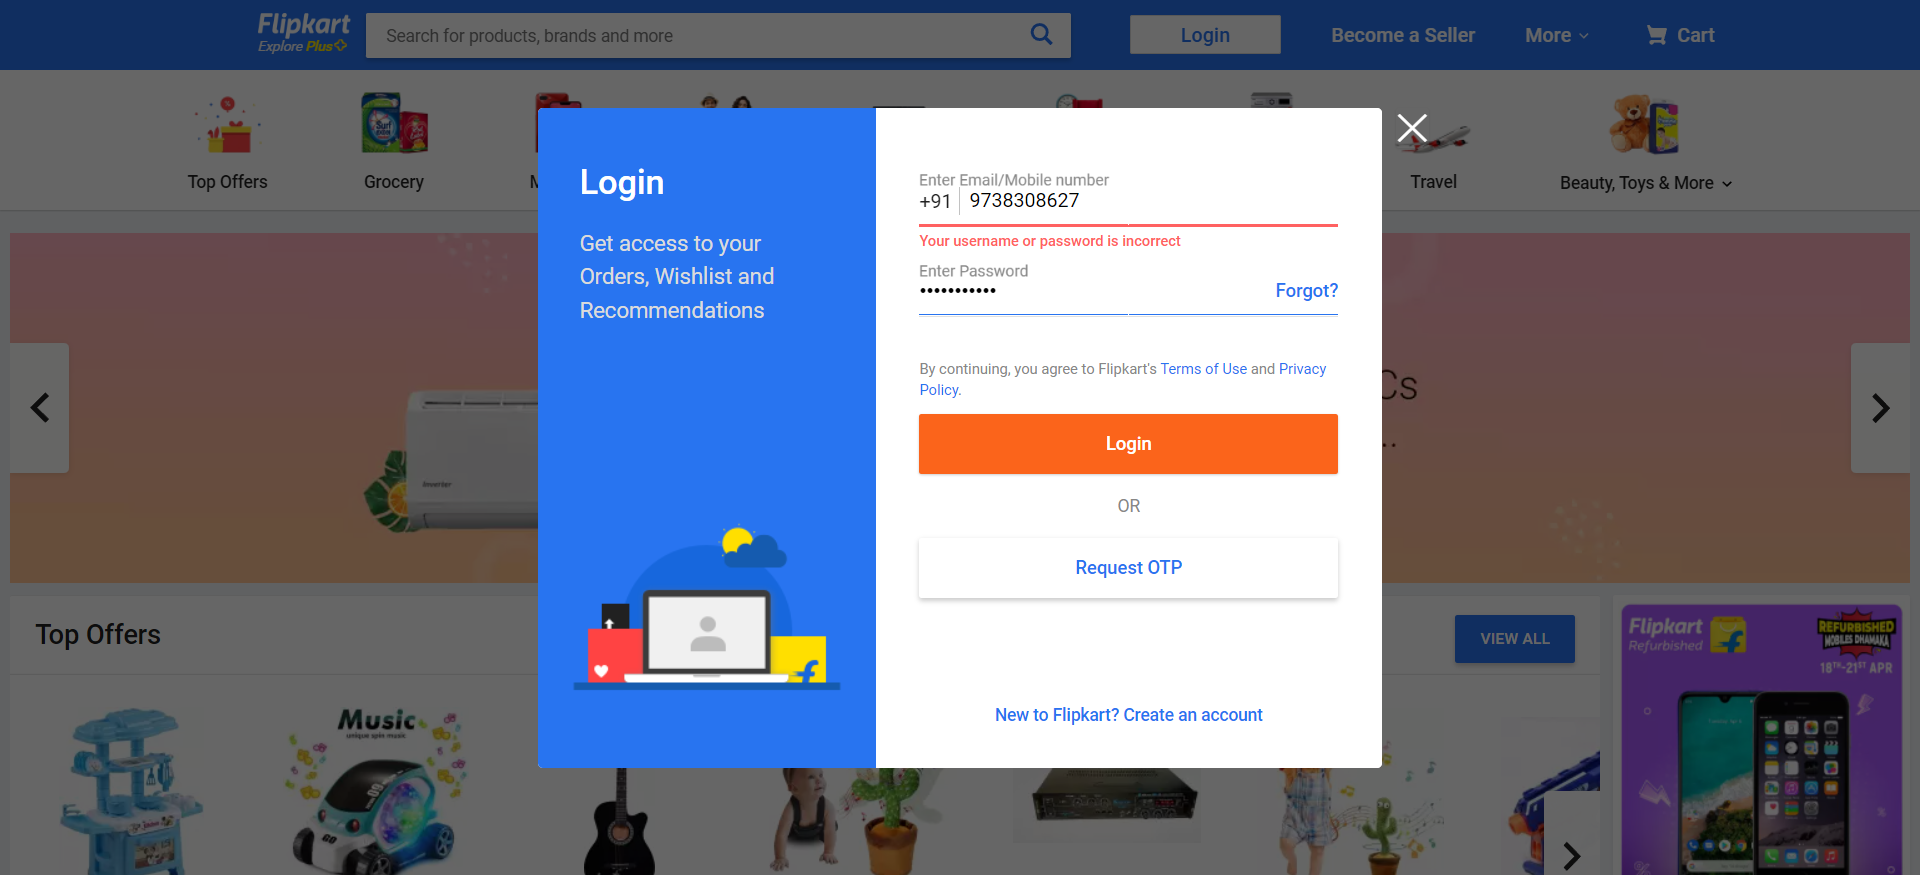 Flipkart
Explore Plus
Search for products, brands and more
Login
Become a Seller
More
Cart
Top Offers
Grocery
M
Travel
Beauty, Toys & More
Login
Get access to your
Orders, Wishlist and
Recommendations
Enter Email/Mobile number
+91 9738308627
Your username or password is incorrect
Enter Password
•••••••••••
Forgot?
By continuing, you agree to Flipkart's Terms of Use and Privacy
Policy.
Login
OR
Request OTP
New to Flipkart? Create an account
Cs
..
Inverter
Top Offers
VIEW ALL
Flipkart
Refurbished
REFURBISHED
MOBILES DHAMAKA
18TH-21ST APR
Music
unique spin music